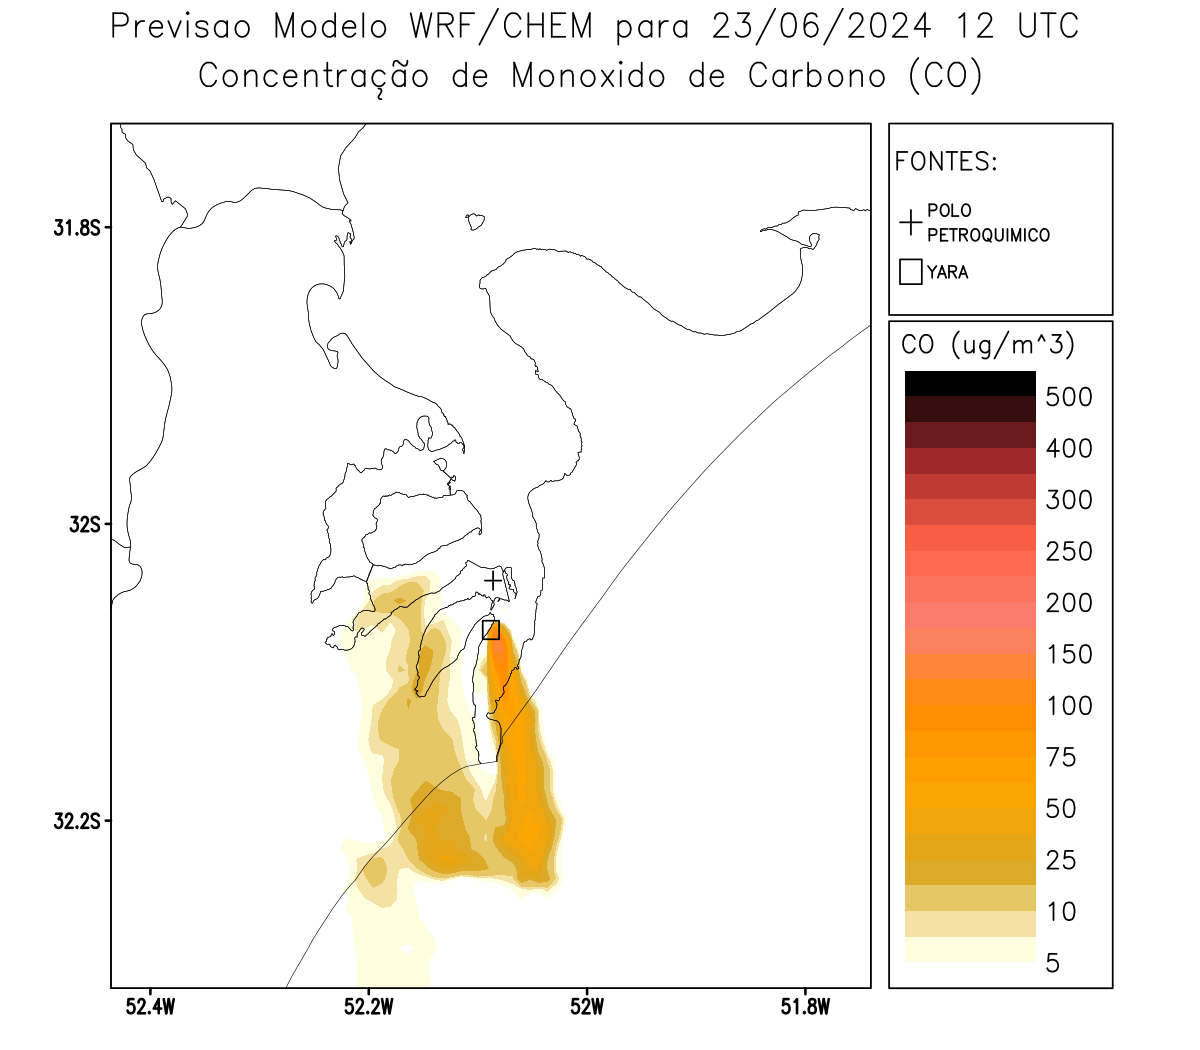 Previsao Modelo WRF/CHEM para 23/06/2024 12 UTC
Concentração de Monoxido de Carbono (CO)
FONTES:
POLO
PETROQUIMICO
YARA
CO (ug/m^3)
500
400
300
250
200
150
100
75
50
25
10
5
31.8S
32S
32.2S
52.4W
52.2W
52W
51.8W